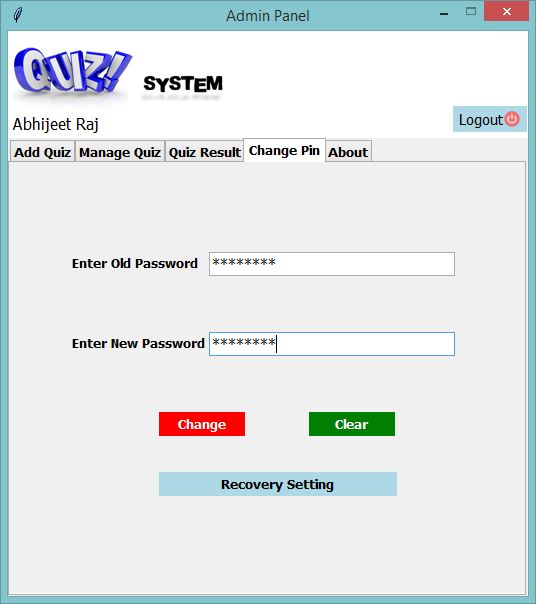 Admin Panel
QUIZ! SYSTEM
Abhijeet Raj
Logout
Add Quiz Manage Quiz Quiz Result Change Pin About
Enter Old Password ********
Enter New Password ********
Change Clear
Recovery Setting